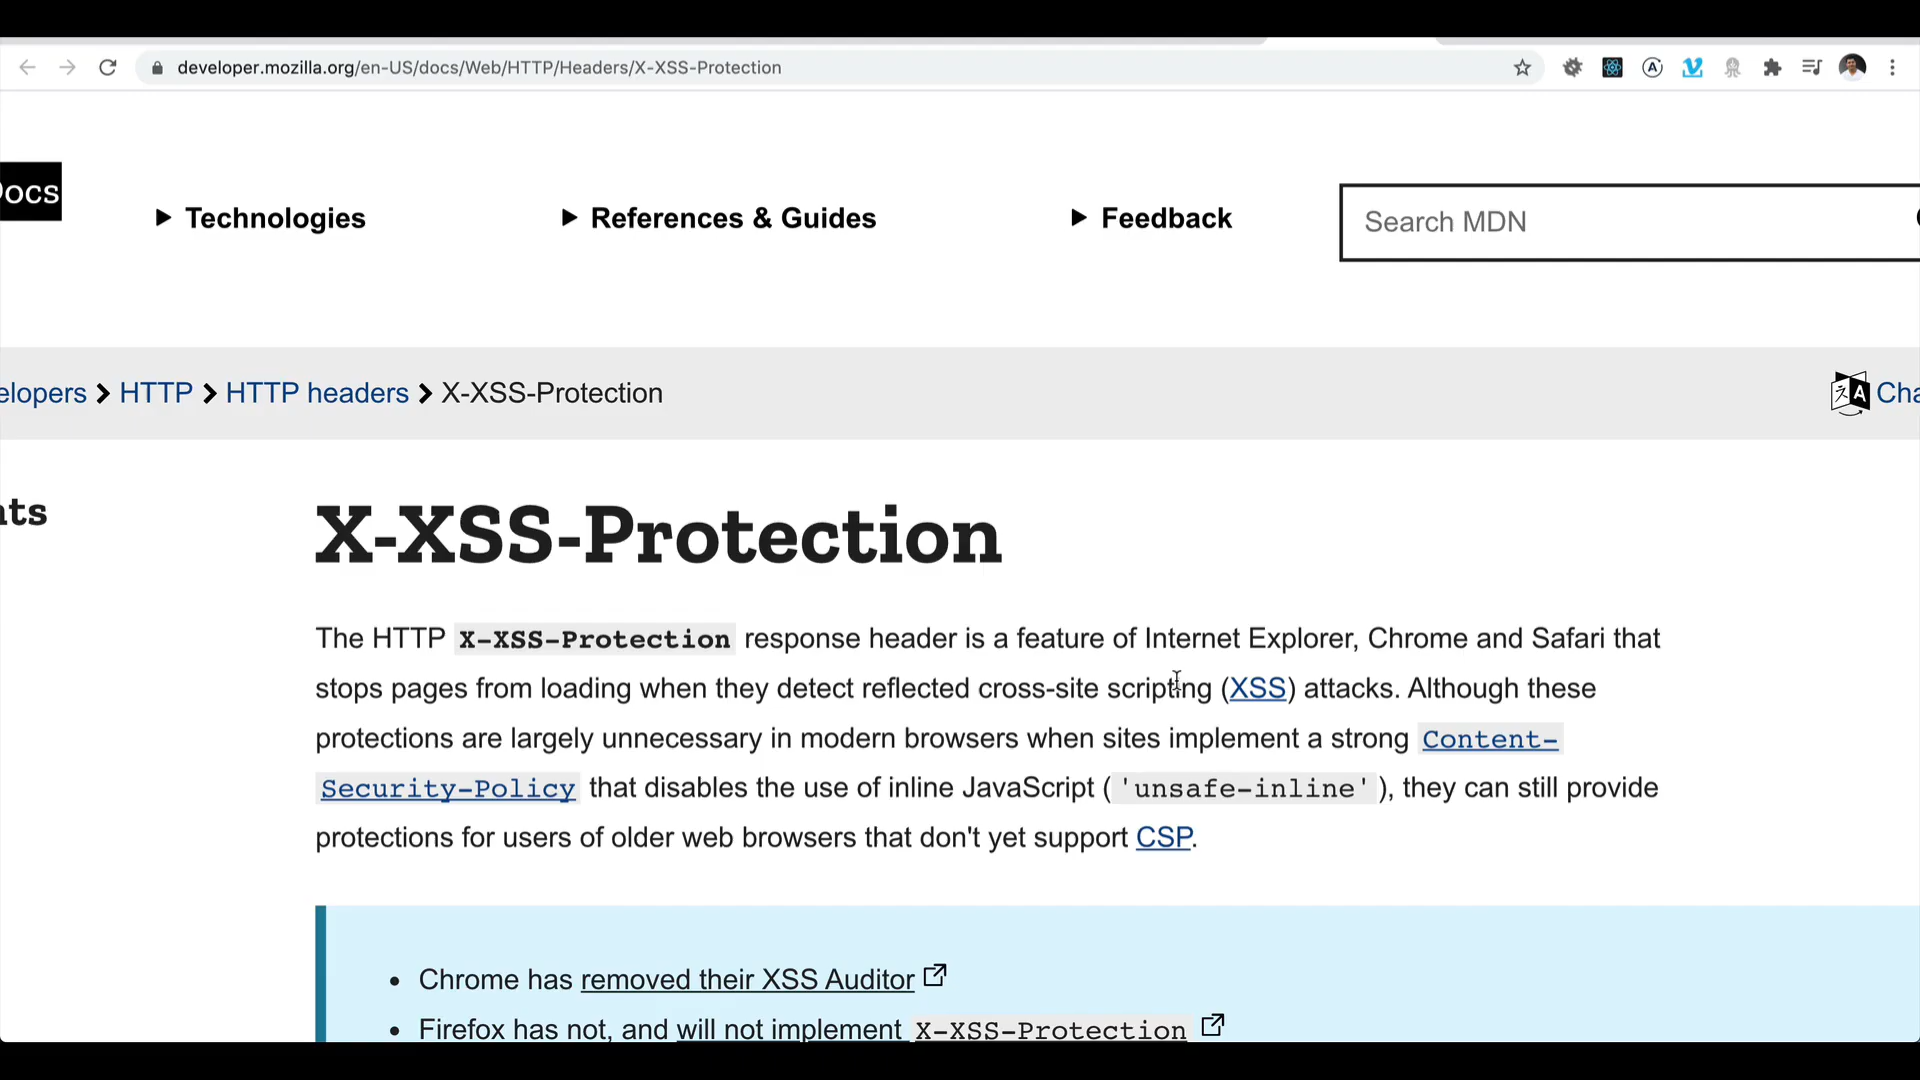 developer.mozilla.org/en-US/docs/Web/HTTP/Headers/X-XSS-Protection
ocs
Technologies
References & Guides
Feedback
Search MDN
elopers > HTTP > HTTP headers > X-XSS-Protection
Cha
nts
X-XSS-Protection
The HTTP X-XSS-Protection response header is a feature of Internet Explorer, Chrome and Safari that
stops pages from loading when they detect reflected cross-site scripting (XSS) attacks. Although these
protections are largely unnecessary in modern browsers when sites implement a strong Content-
Security-Policy that disables the use of inline JavaScript ('unsafe-inline'), they can still provide
protections for users of older web browsers that don't yet support CSP.
• Chrome has removed their XSS Auditor
• Firefox has not, and will not implement X-XSS-Protection